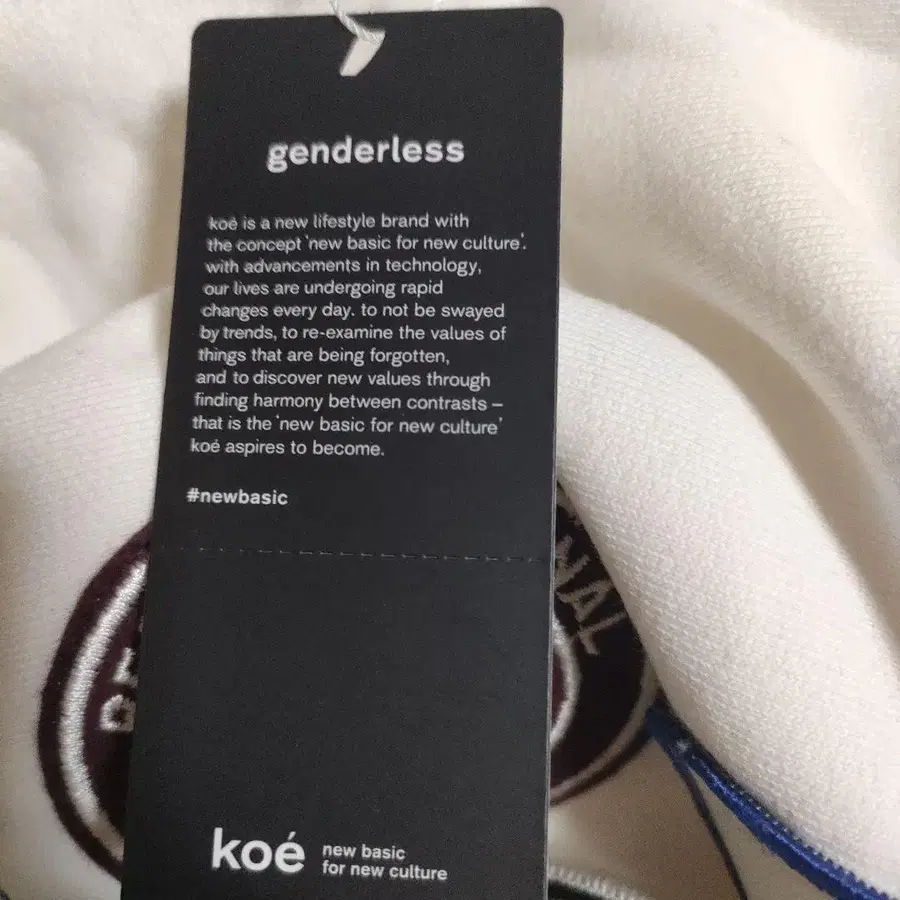 genderless
koé is a new lifestyle brand with
the concept 'new basic for new culture'.
with advancements in technology,
our lives are undergoing rapid
changes every day. to not be swayed
by trends, to re-examine the values of
things that are being forgotten,
and to discover new values through
finding harmony between contrasts –
that is the 'new basic for new culture'
koé aspires to become.
#newbasic
NAL
koé
new basic
for new culture